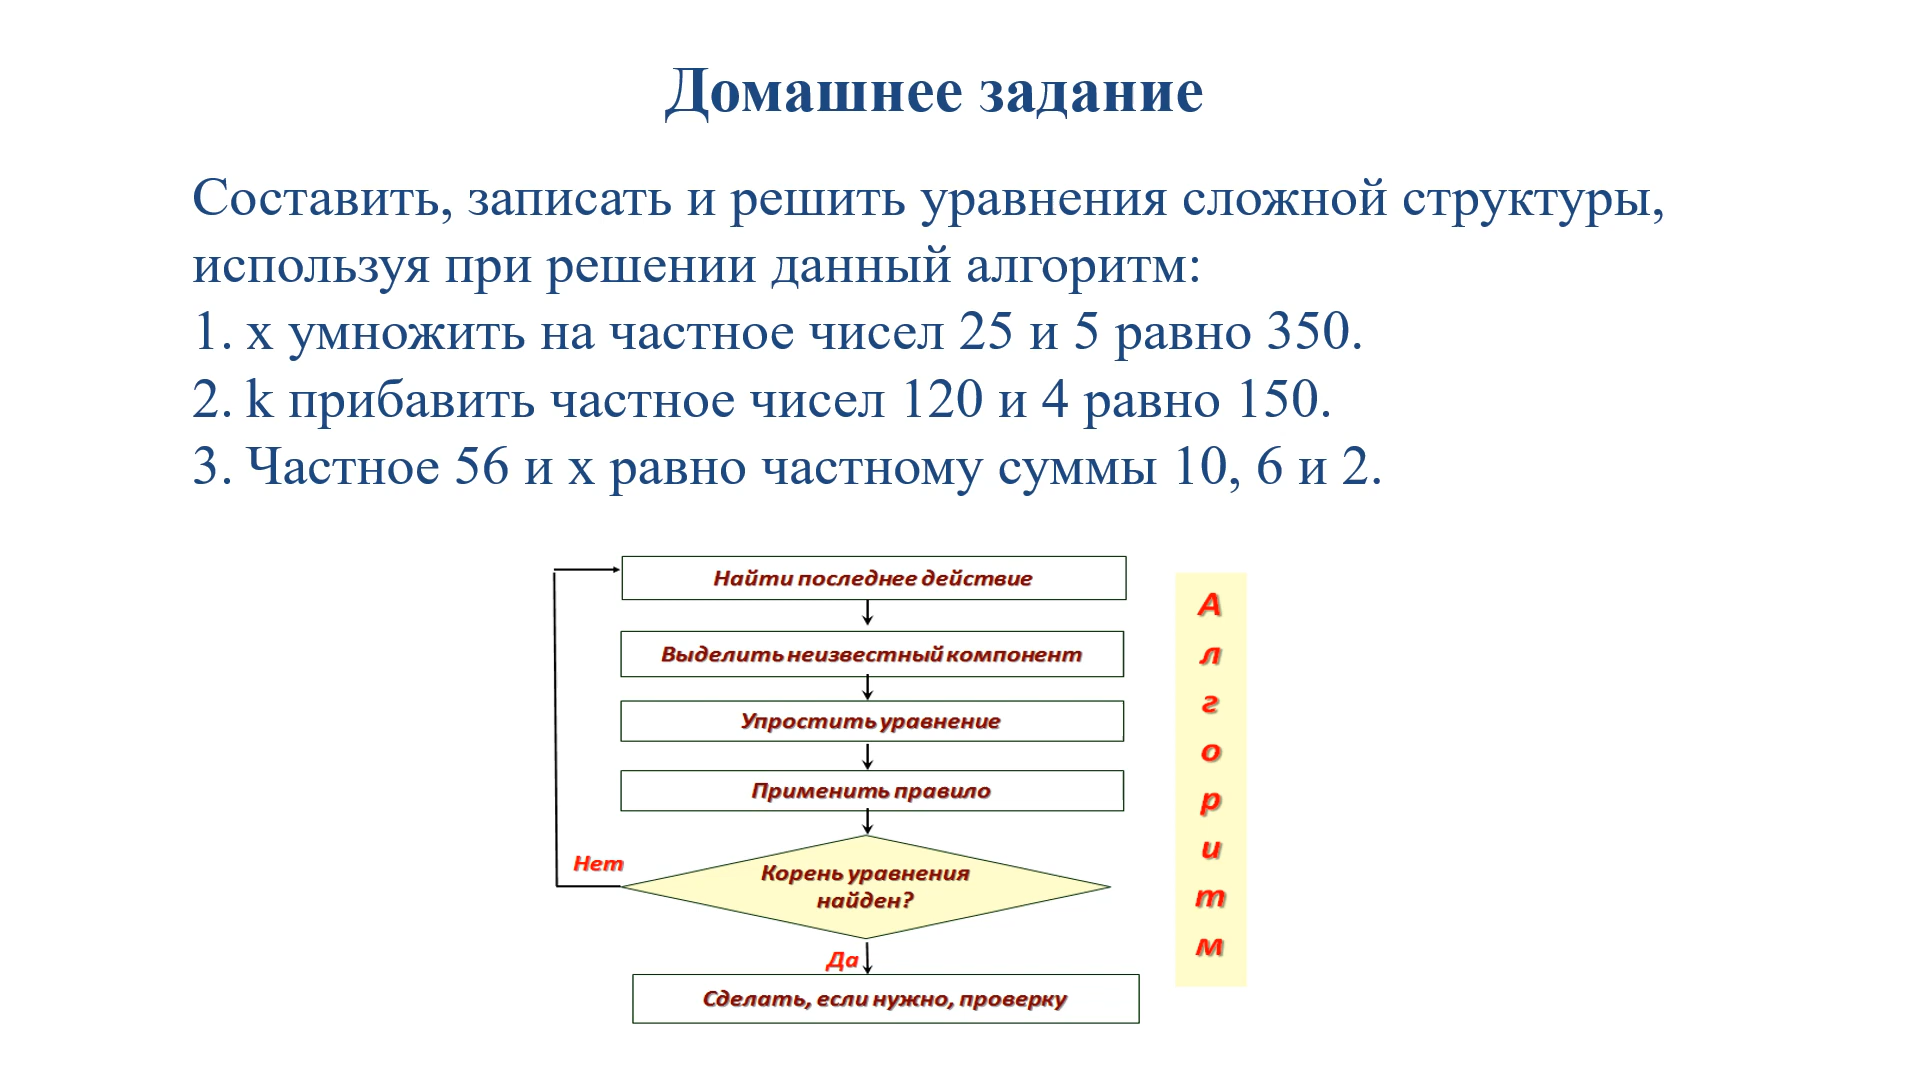 Домашнее задание
Составить, записать и решить уравнения сложной структуры,
используя при решении данный алгоритм:
1. x умножить на частное чисел 25 и 5 равно 350.
2. k прибавить частное чисел 120 и 4 равно 150.
3. Частное 56 и x равно частному суммы 10, 6 и 2.
Найти последнее действие
Выделить неизвестный компонент
Упростить уравнение
Применить правило
Нет
Корень уравнения
найден?
Да
Сделать, если нужно, проверку
А
л
г
о
р
и
т
м